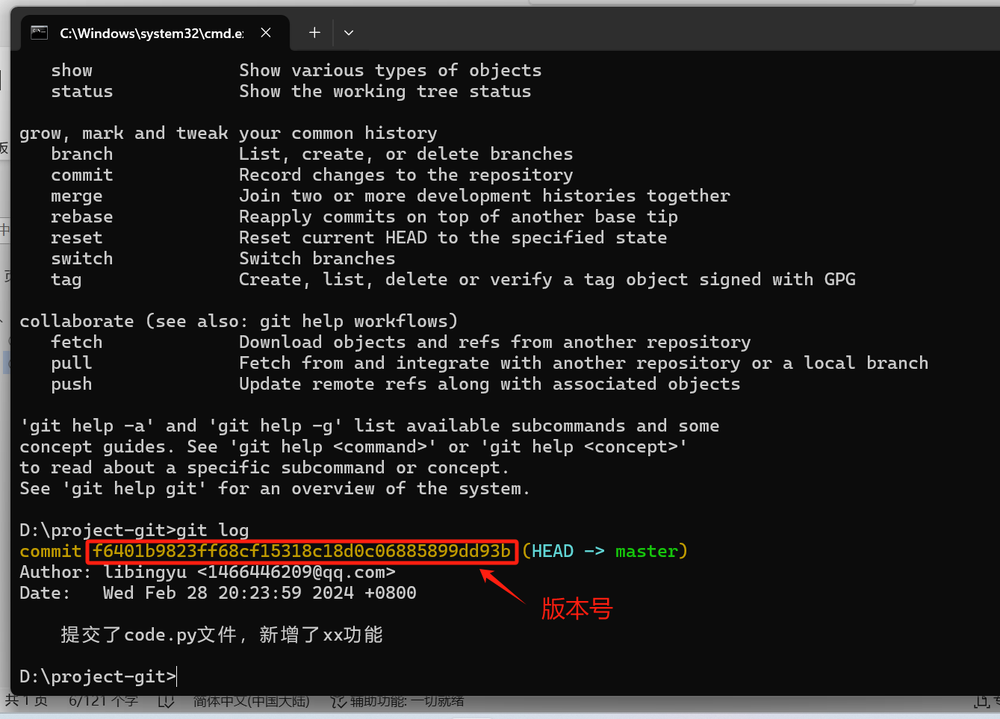 C:\Windows\system32\cmd.e
show Show various types of objects
status Show the working tree status
grow, mark and tweak your common history
branch List, create, or delete branches
commit Record changes to the repository
merge Join two or more development histories together
rebase Reapply commits on top of another base tip
reset Reset current HEAD to the specified state
switch Switch branches
tag Create, list, delete or verify a tag object signed with GPG
collaborate (see also: git help workflows)
fetch Download objects and refs from another repository
pull Fetch from and integrate with another repository or a local branch
push Update remote refs along with associated objects
'git help -a' and 'git help -g' list available subcommands and some
concept guides. See 'git help <command>' or 'git help <concept>'
to read about a specific subcommand or concept.
See 'git help git' for an overview of the system.
D:\project-git>git log
commit f6401b9823ff68cf15318c18d0c06885899dd93b (HEAD -> master)
Author: libingyu <1466446209@qq.com>
Date: Wed Feb 28 20:23:59 2024 +0800
版本号
提交了code.py文件，新增了xx功能
D:\project-git>
共 1 页 6/121 个字 简体中文(中国大陆) 辅助功能: 一切就绪